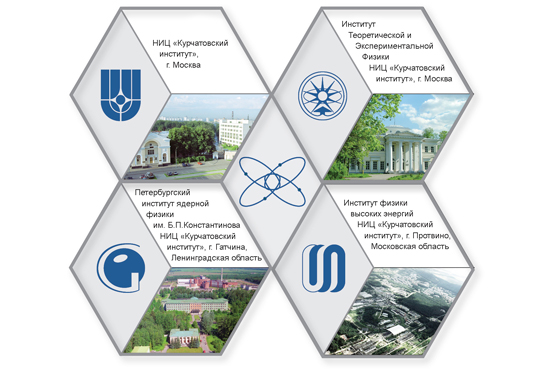 НИЦ «Курчатовский
институт»,
г. Москва
Институт
Теоретической и
Экспериментальной
Физики
НИЦ «Курчатовский
институт», г. Москва
Петербургский
институт ядерной
физики
им. Б.П.Константинова
НИЦ «Курчатовский
институт», г. Гатчина,
Ленинградская область
Институт физики
высоких энергий
НИЦ «Курчатовский
институт», г. Протвино,
Московская область